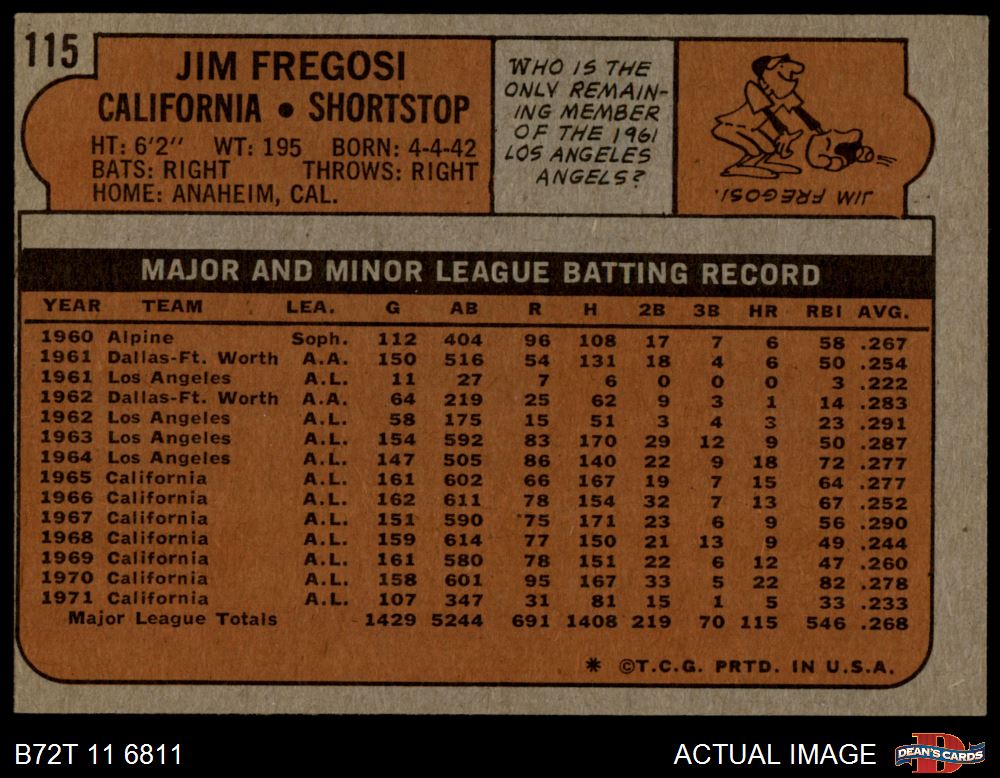 115
JIM FREGOSI
CALIFORNIA • SHORTSTOP
HT: 6'2" WT: 195 BORN: 4-4-42
BATS: RIGHT THROWS: RIGHT
HOME: ANAHEIM, CAL.
WHO IS THE
ONLY REMAIN-
ING MEMBER
OF THE 1961
LOS ANGELES
ANGELS?
JIM FREGOSI.
MAJOR AND MINOR LEAGUE BATTING RECORD
YEAR TEAM LEA. G AB R H 2B 3B HR RBI AVG.
1960 Alpine Soph. 112 404 96 108 17 7 6 58 .267
1961 Dallas-Ft. Worth A.A. 150 516 54 131 18 4 6 50 .254
1961 Los Angeles A.L. 11 27 7 6 0 0 0 3 .222
1962 Dallas-Ft. Worth A.A. 64 219 25 62 9 3 1 14 .283
1962 Los Angeles A.L. 58 175 15 51 3 4 3 23 .291
1963 Los Angeles A.L. 154 592 83 170 29 12 9 50 .287
1964 Los Angeles A.L. 147 505 86 140 22 9 18 72 .277
1965 California A.L. 161 602 66 167 19 7 15 64 .277
1966 California A.L. 162 611 78 154 32 7 13 67 .252
1967 California A.L. 151 590 75 171 23 6 9 56 .290
1968 California A.L. 159 614 77 150 21 13 9 49 .244
1969 California A.L. 161 580 78 151 22 6 12 47 .260
1970 California A.L. 158 601 95 167 33 5 22 82 .278
1971 California A.L. 107 347 31 81 15 1 5 33 .233
Major League Totals 1429 5244 691 1408 219 70 115 546 .268
* ©T.C.G. PRTD. IN U.S.A.
B72T 11 6811
ACTUAL IMAGE
D
DEAN'S CARDS